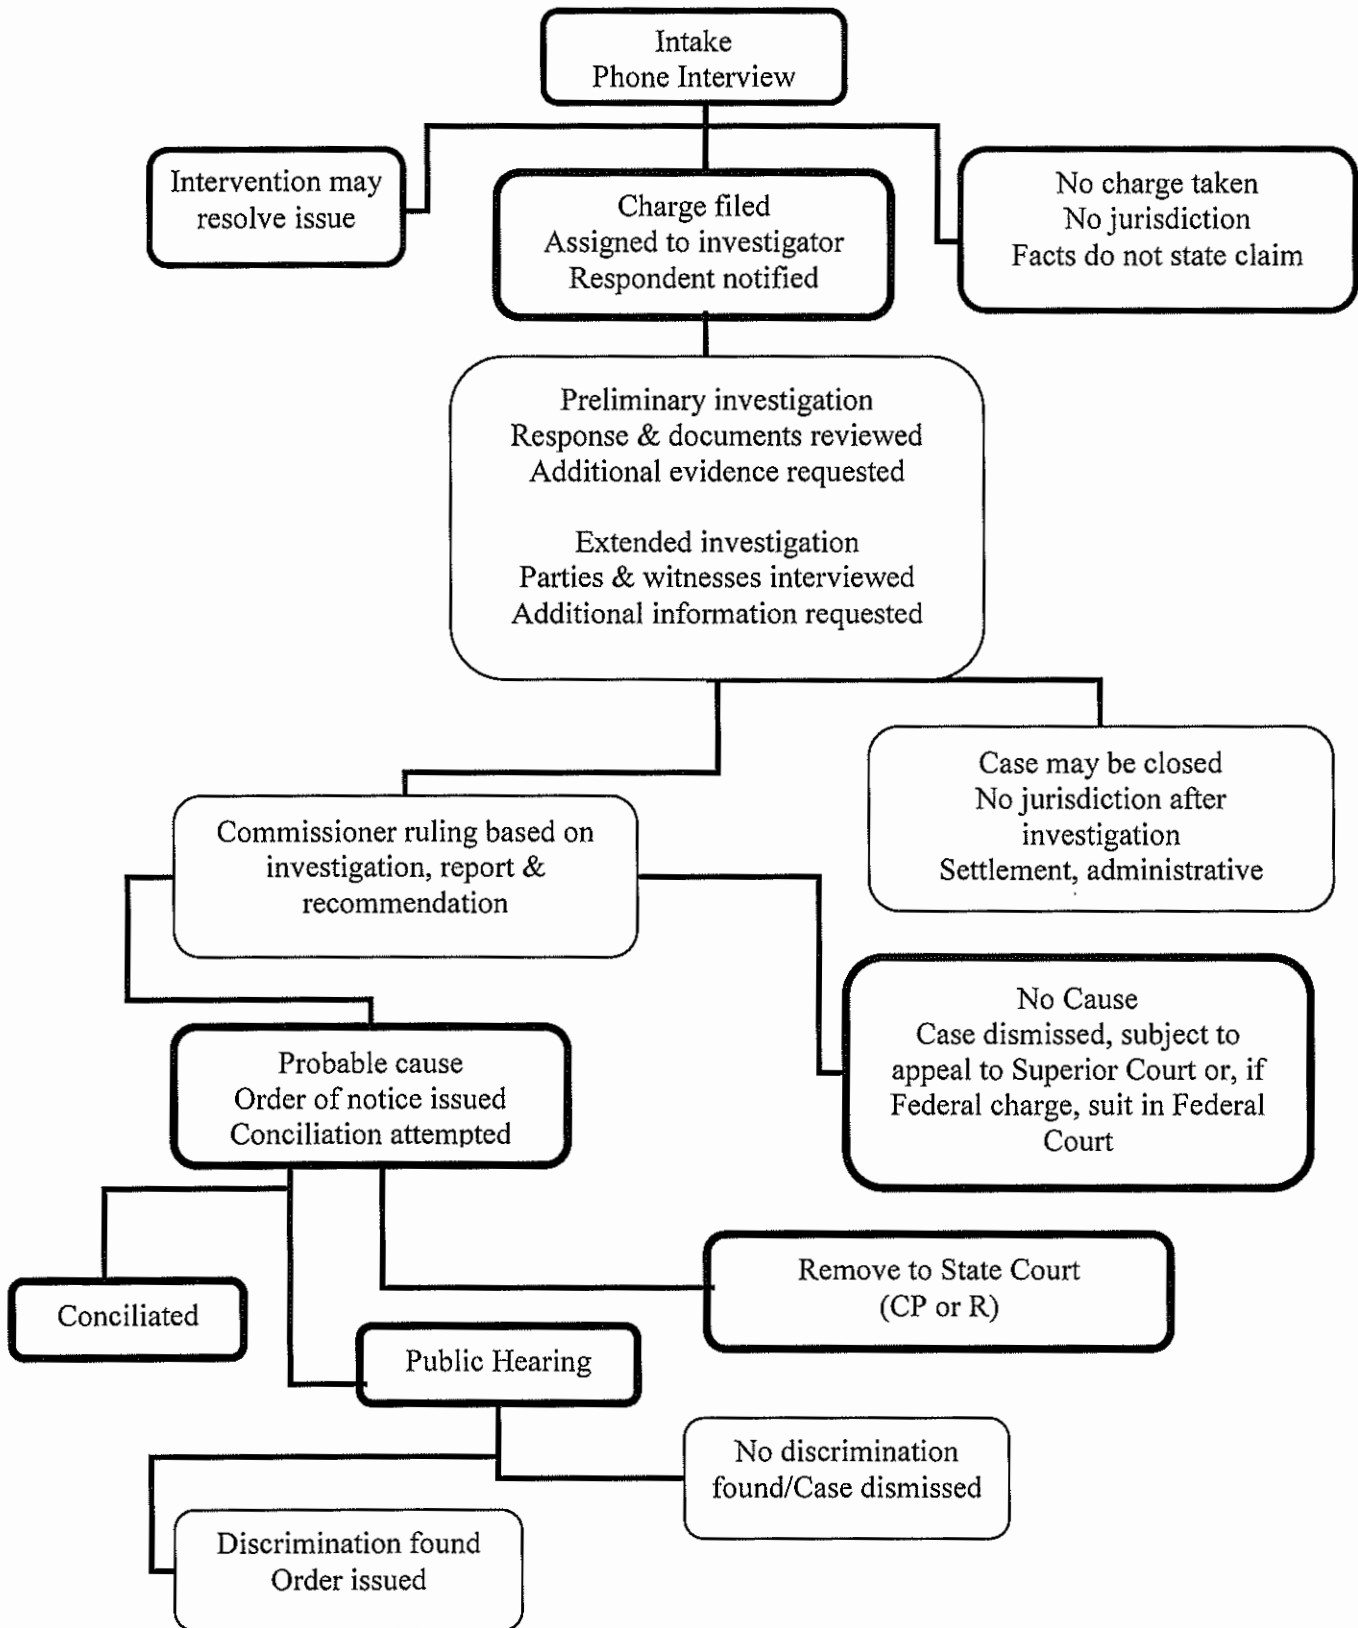 Intake
Phone Interview
Intervention may
resolve issue
Charge filed
Assigned to investigator
Respondent notified
No charge taken
No jurisdiction
Facts do not state claim
Preliminary investigation
Response & documents reviewed
Additional evidence requested
Extended investigation
Parties & witnesses interviewed
Additional information requested
Case may be closed
No jurisdiction after
investigation
Settlement, administrative
Commissioner ruling based on
investigation, report &
recommendation
No Cause
Case dismissed, subject to
appeal to Superior Court or, if
Federal charge, suit in Federal
Court
Probable cause
Order of notice issued
Conciliation attempted
Remove to State Court
(CP or R)
Conciliated
Public Hearing
No discrimination
found/Case dismissed
Discrimination found
Order issued